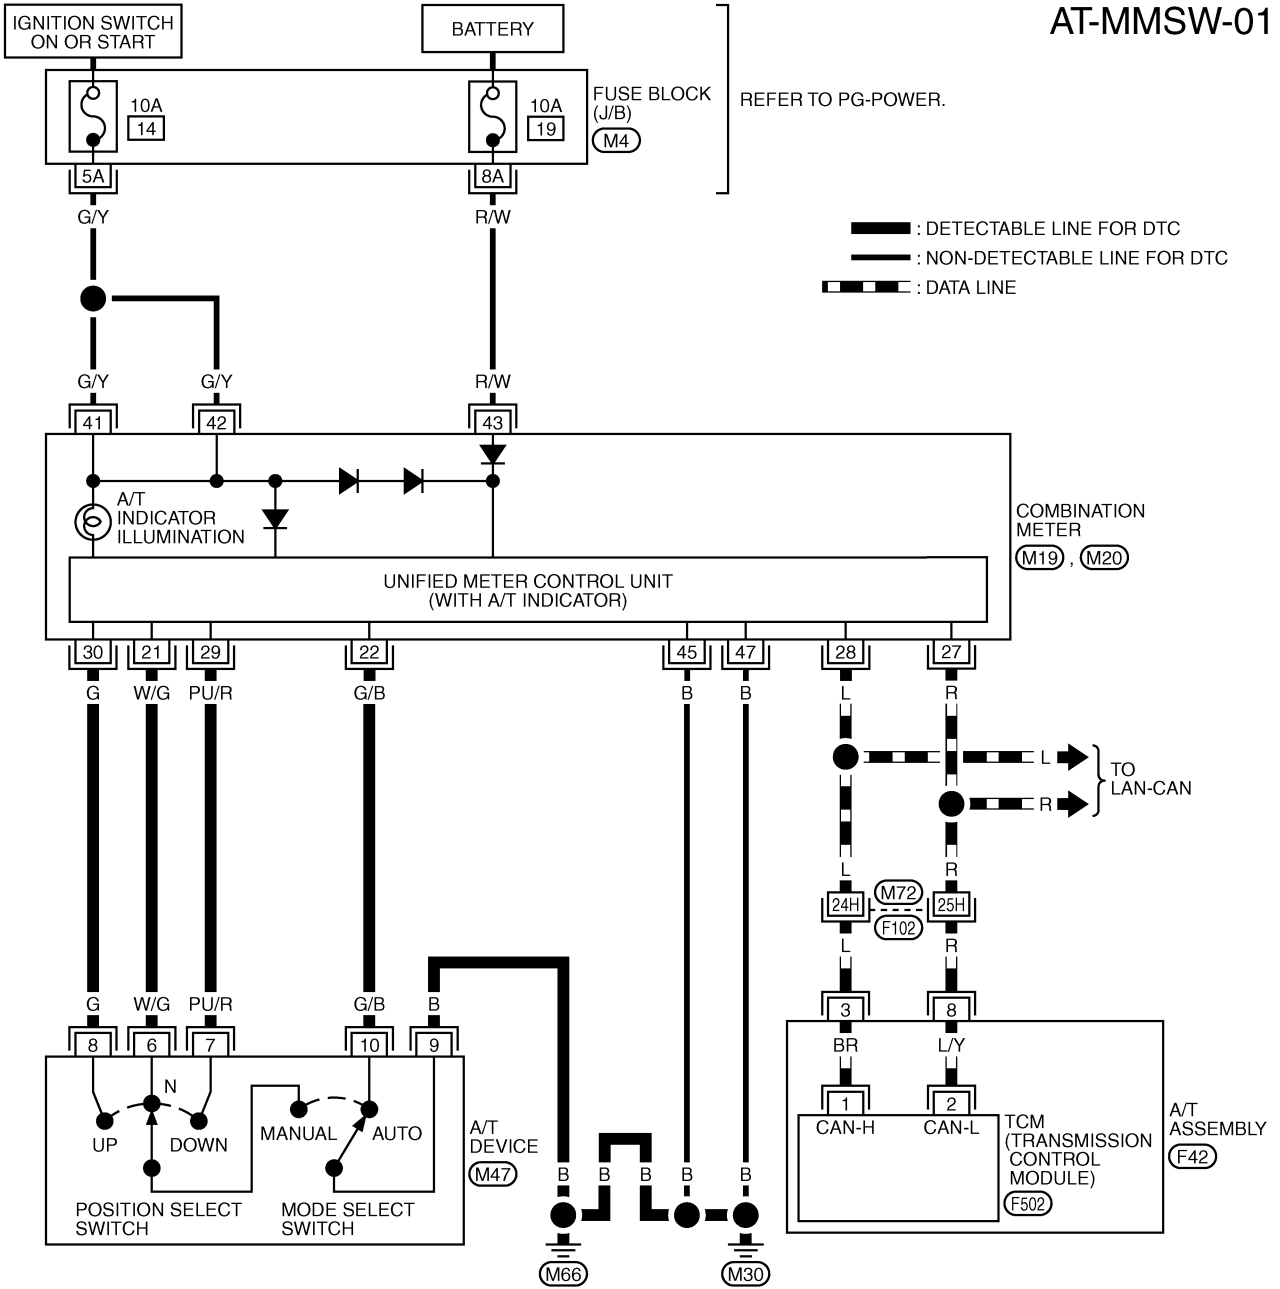 AT-MMSW-01
IGNITION SWITCH
ON OR START
BATTERY
10A
14
10A
19
FUSE BLOCK
(J/B)
M4
REFER TO PG-POWER.
5A
8A
G/Y
R/W
: DETECTABLE LINE FOR DTC
: NON-DETECTABLE LINE FOR DTC
: DATA LINE
G/Y
G/Y
R/W
41
42
43
A/T
INDICATOR
ILLUMINATION
COMBINATION
METER
M19 , M20
UNIFIED METER CONTROL UNIT
(WITH A/T INDICATOR)
30
21
29
22
45
47
28
27
G
W/G
PU/R
G/B
B
B
L
R
L
R
TO
LAN-CAN
L
R
24H
M72
F102
25H
L
R
G
W/G
PU/R
G/B
B
3
8
8
6
7
10
9
BR
L/Y
N
UP
DOWN
MANUAL
AUTO
POSITION SELECT
SWITCH
MODE SELECT
SWITCH
A/T
DEVICE
M47
1
2
CAN-H
CAN-L
TCM
(TRANSMISSION
CONTROL
MODULE)
F502
A/T
ASSEMBLY
F42
B
B
B
B
B
M66
M30